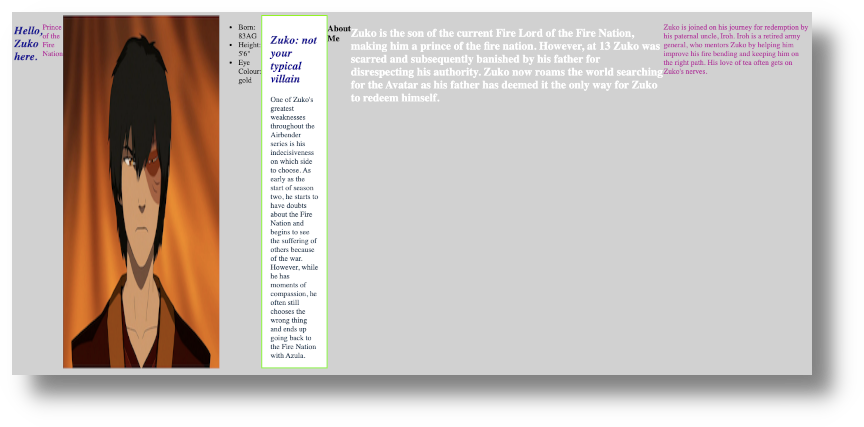 Hello,
Zuko
here.
Prince
of the
Fire
Nation
Born:
83AG
Height:
5'6"
Eye
Colour:
gold
Zuko: not
your
typical
villain
One of Zuko's
greatest
weaknesses
throughout the
Airbender
series is his
indecisiveness
on which side
to choose. As
early as the
start of season
two, he starts to
have doubts
about the Fire
Nation and
begins to see
the suffering of
others because
of the war.
However, while
he has
moments of
compassion, he
often still
chooses the
wrong thing
and ends up
going back to
the Fire Nation
with Azula.
About
Me
Zuko is the son of the current Fire Lord of the Fire Nation,
making him a prince of the fire nation. However, at 13 Zuko was
scarred and subsequently banished by his father for
disrespecting his authority. Zuko now roams the world searching
for the Avatar as his father has deemed it the only way for Zuko
to redeem himself.
Zuko is joined on his journey for redemption by
his paternal uncle, Iroh. Iroh is a retired army
general, who mentors Zuko by helping him
improve his fire bending and keeping him on
the right path. His love of tea often gets on
Zuko's nerves.